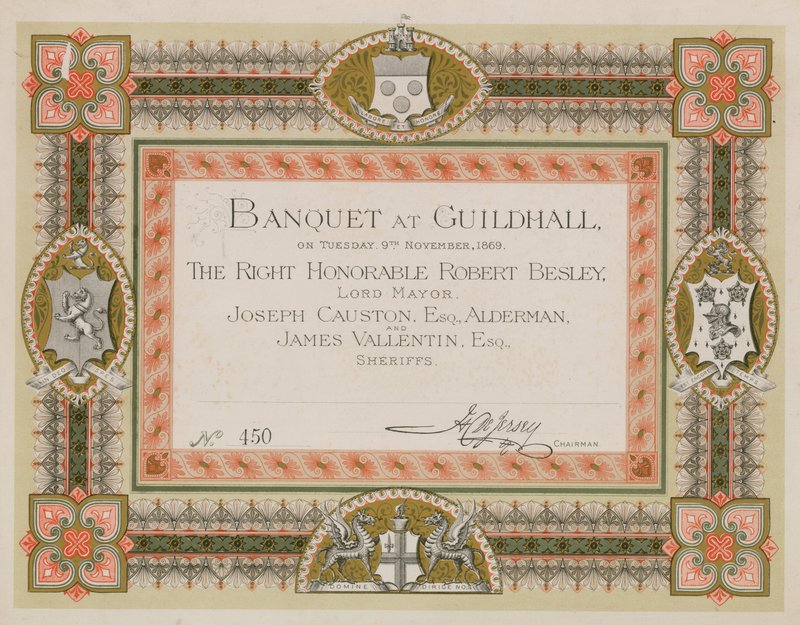 BANQUET AT GUILDHALL,
ON TUESDAY. 9TH NOVEMBER, 1869.
THE RIGHT HONORABLE ROBERT BESLEY,
LORD MAYOR.
JOSEPH CAUSTON, ESQ., ALDERMAN,
AND
JAMES VALLENTIN, ESQ.,
SHERIFFS.
No 450
CHAIRMAN.
DOMINE DIRIGE NOS